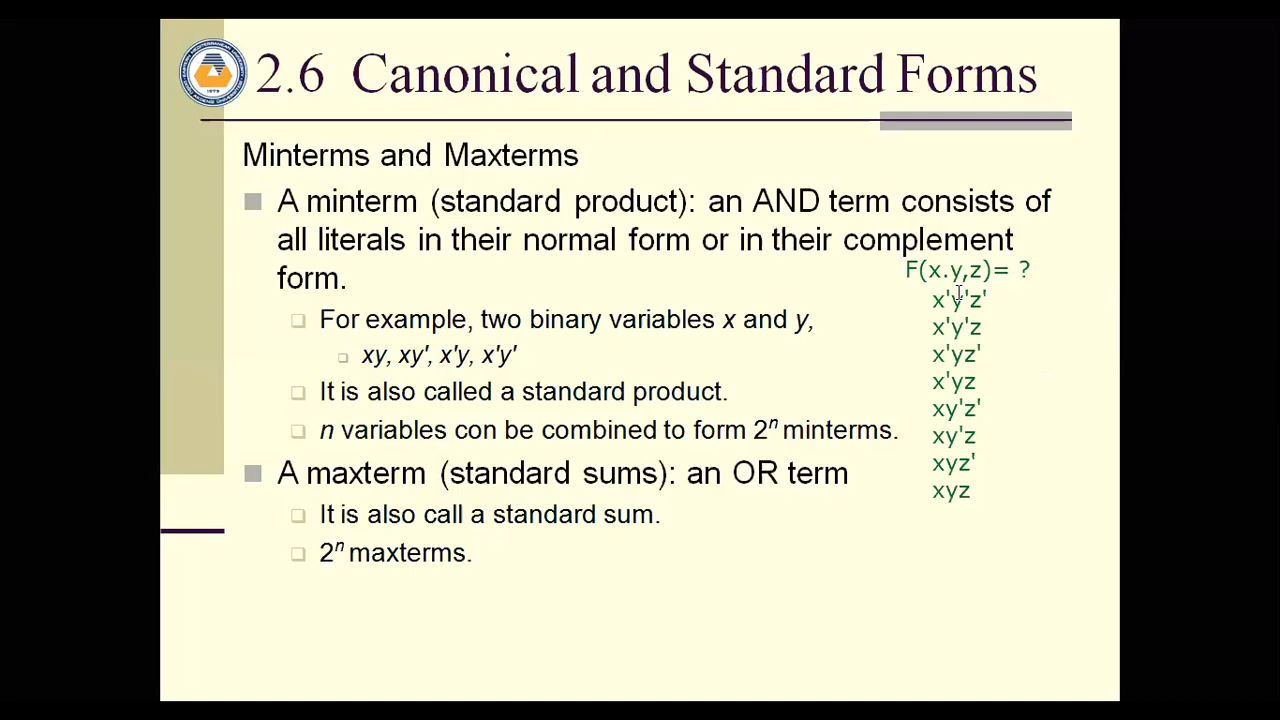 2.6 Canonical and Standard Forms
Minterms and Maxterms
A minterm (standard product): an AND term consists of
all literals in their normal form or in their complement
form.
For example, two binary variables x and y,
xy, xy', x'y, x'y'
It is also called a standard product.
n variables con be combined to form 2ⁿ minterms.
A maxterm (standard sums): an OR term
It is also call a standard sum.
2ⁿ maxterms.
F(x.y,z)= ?
x'y'z'
x'y'z
x'yz'
x'yz
xy'z'
xy'z
xyz'
xyz